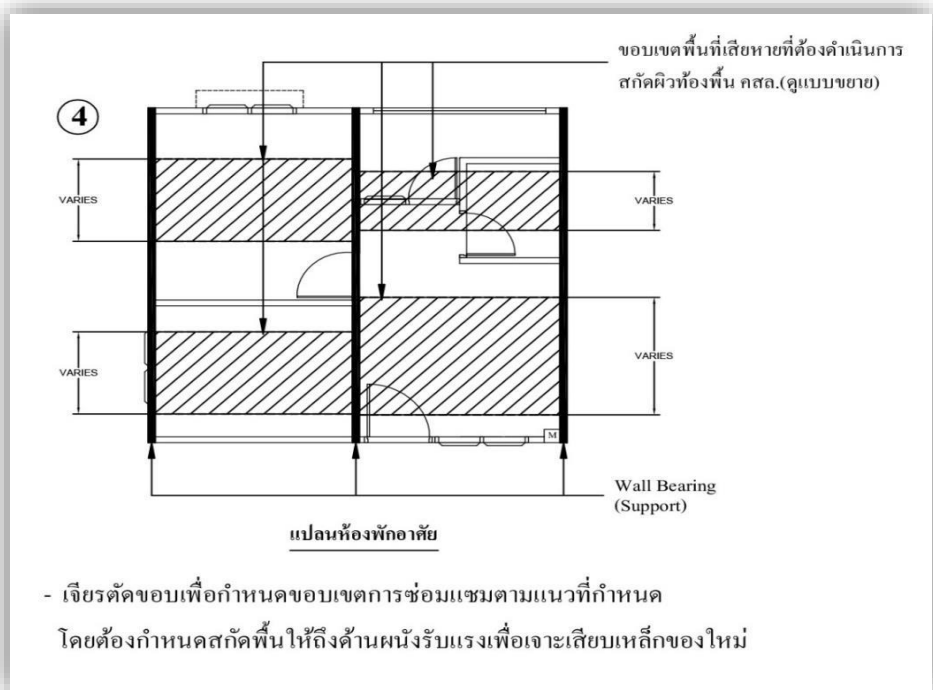 ขอบเขตพื้นที่เสียหายที่ต้องดำเนินการ
สกัดผิวท้องพื้น คสล.(ดูแบบขยาย)
4
VARIES
VARIES
VARIES
VARIES
M
Wall Bearing
(Support)
แปลนห้องพักอาศัย
- เจียรตัดขอบเพื่อกำหนดขอบเขตการซ่อมแซมตามแนวที่กำหนด
โดยต้องกำหนดสกัดพื้นให้ถึงด้านผนังรับแรงเพื่อเจาะเสียบเหล็กของใหม่